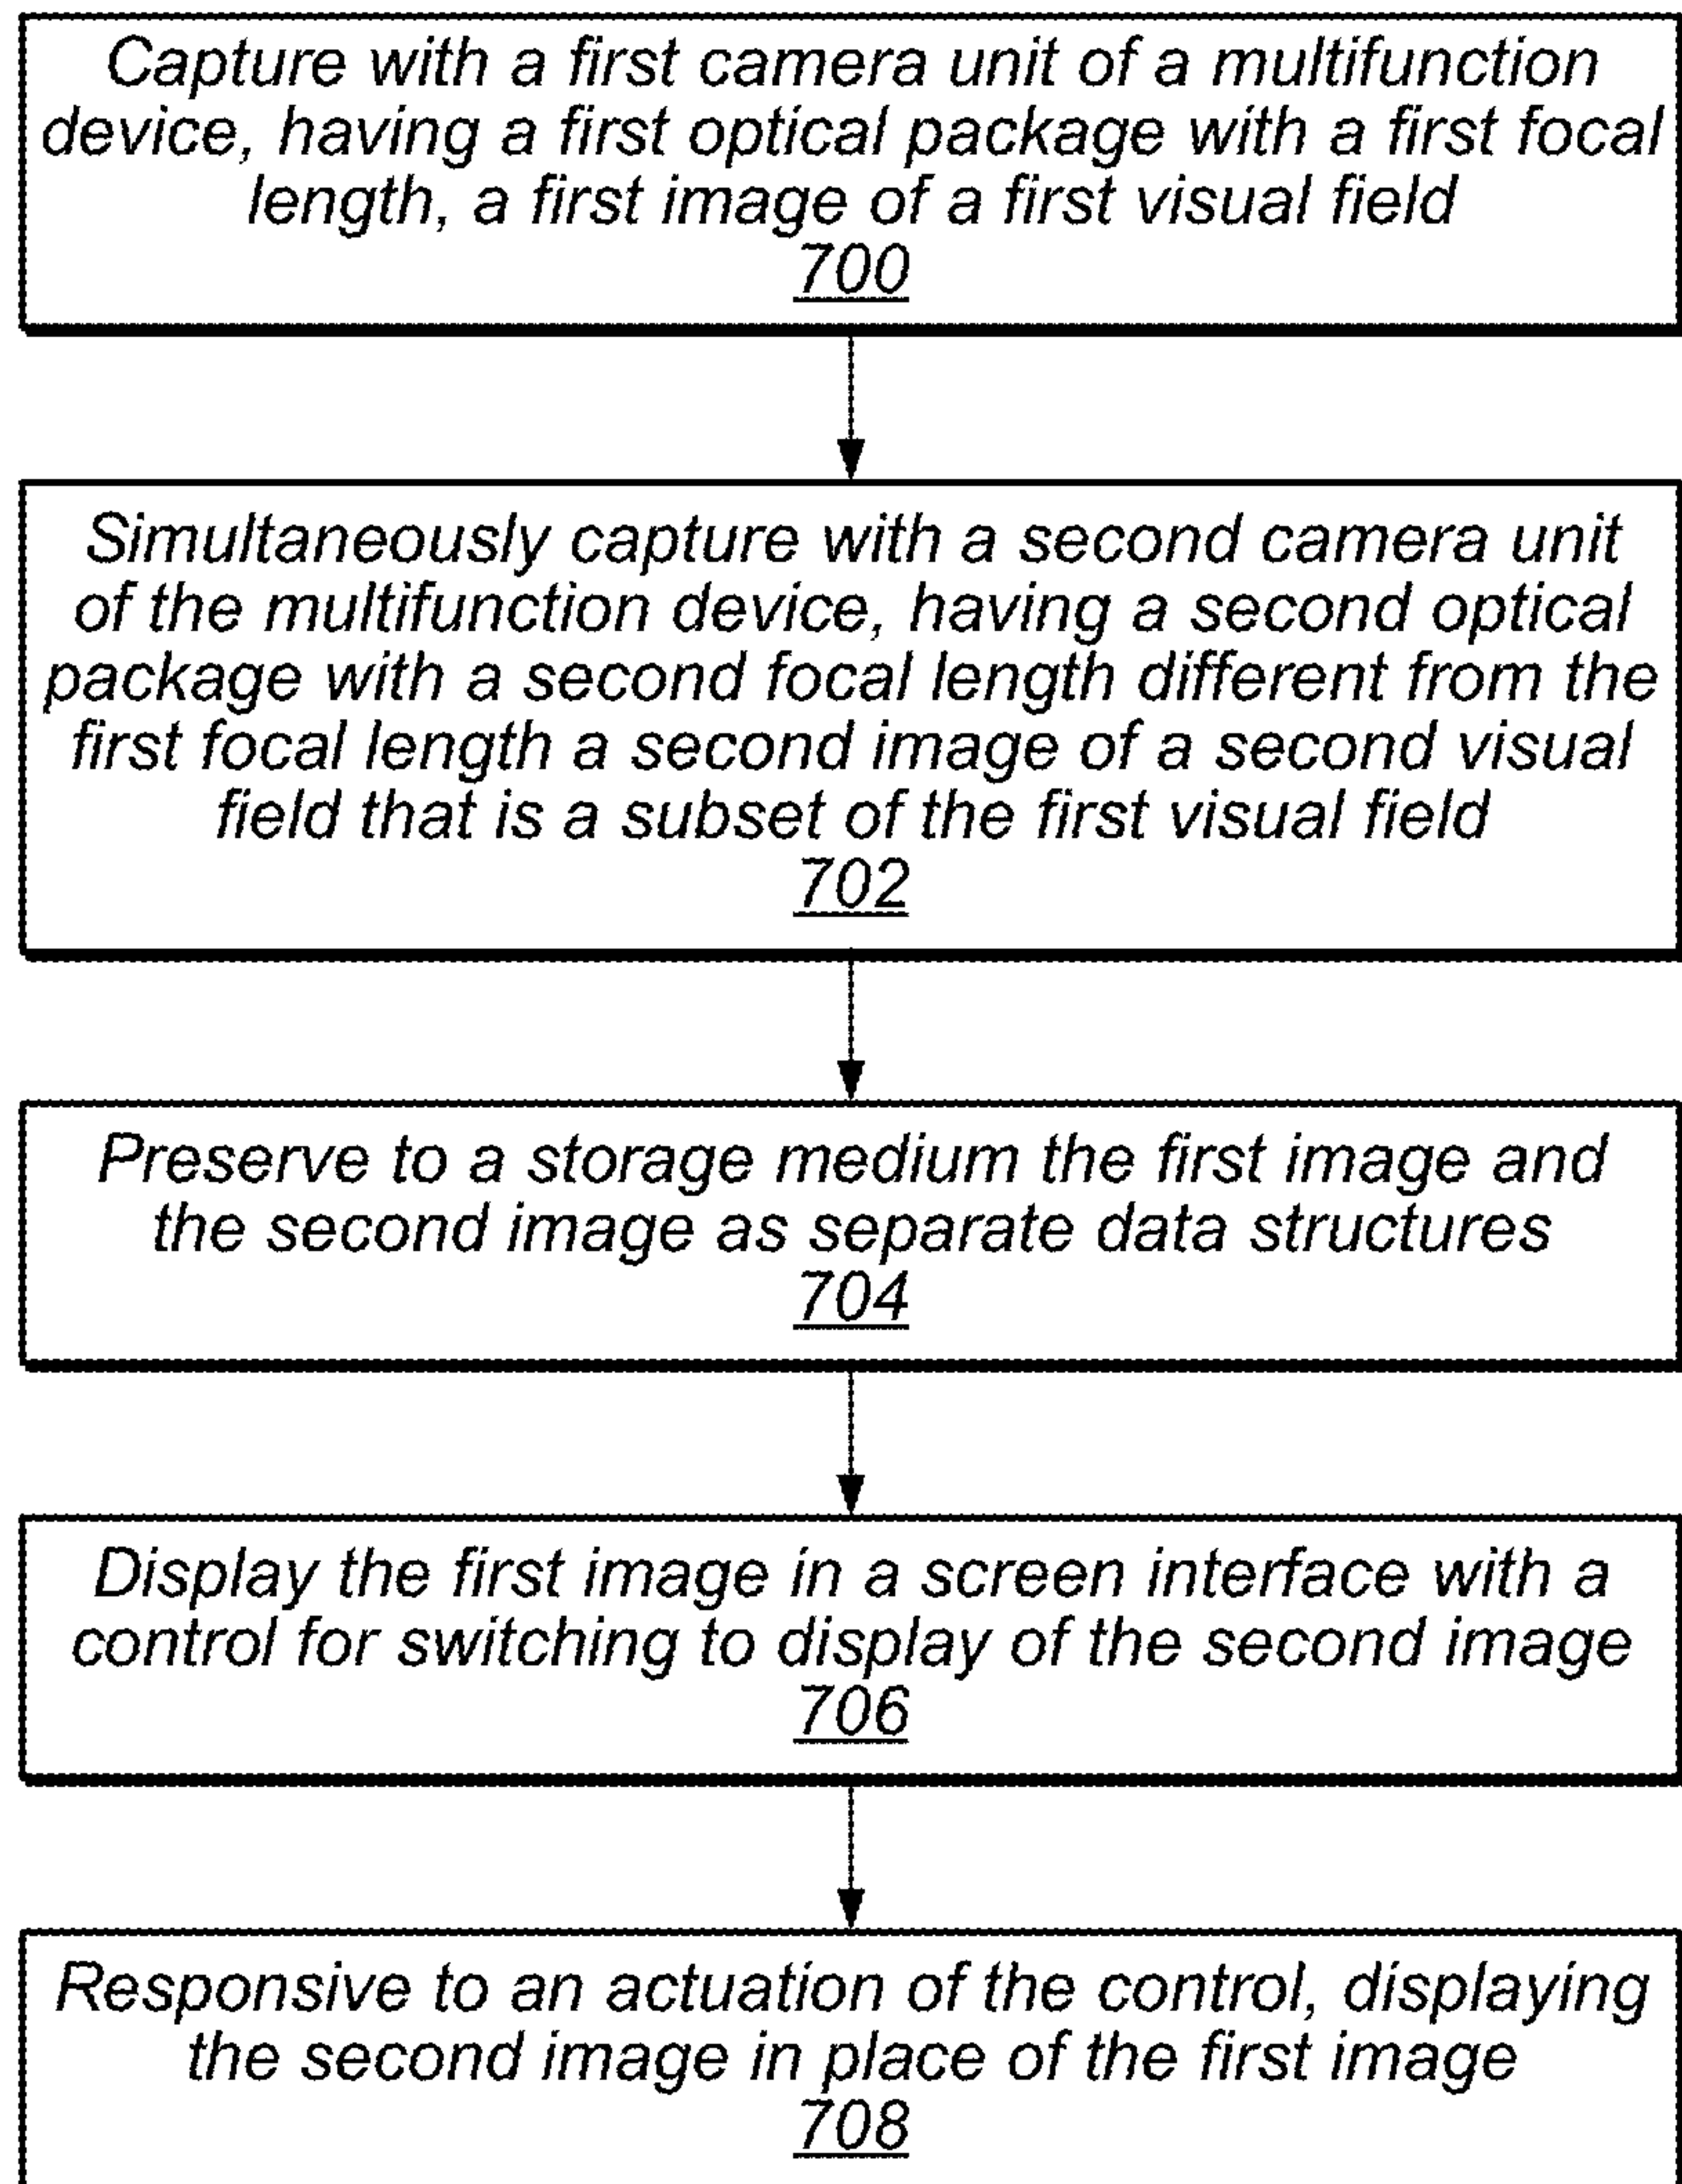 Capture with a first camera unit of a multifunction
device, having a first optical package with a first focal
length, a first image of a first visual field
700
Simultaneously capture with a second camera unit
of the multifunction device, having a second optical
package with a second focal length different from the
first focal length a second image of a second visual
field that is a subset of the first visual field
702
Preserve to a storage medium the first image and
the second image as separate data structures
704
Display the first image in a screen interface with a
control for switching to display of the second image
706
Responsive to an actuation of the control, displaying
the second image in place of the first image
708